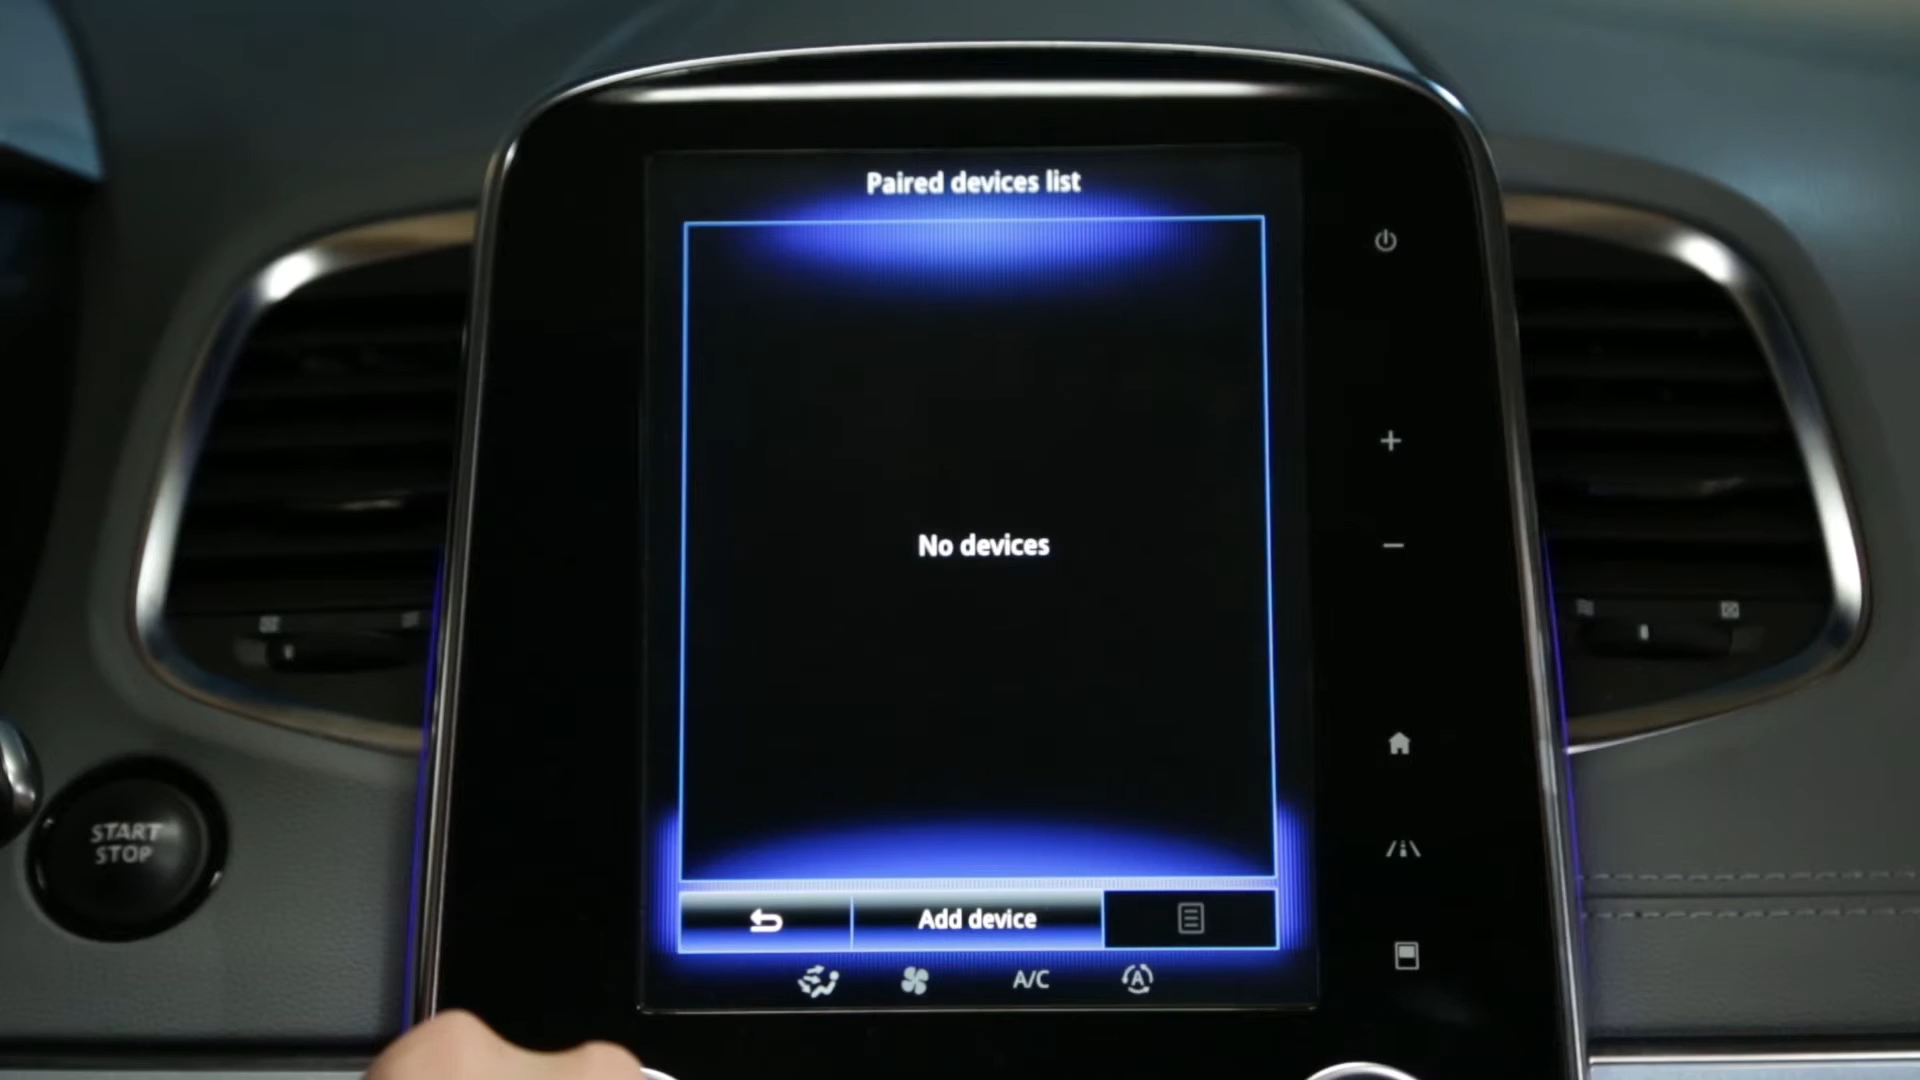 Paired devices list
No devices
Add device
A/C
A
START
STOP